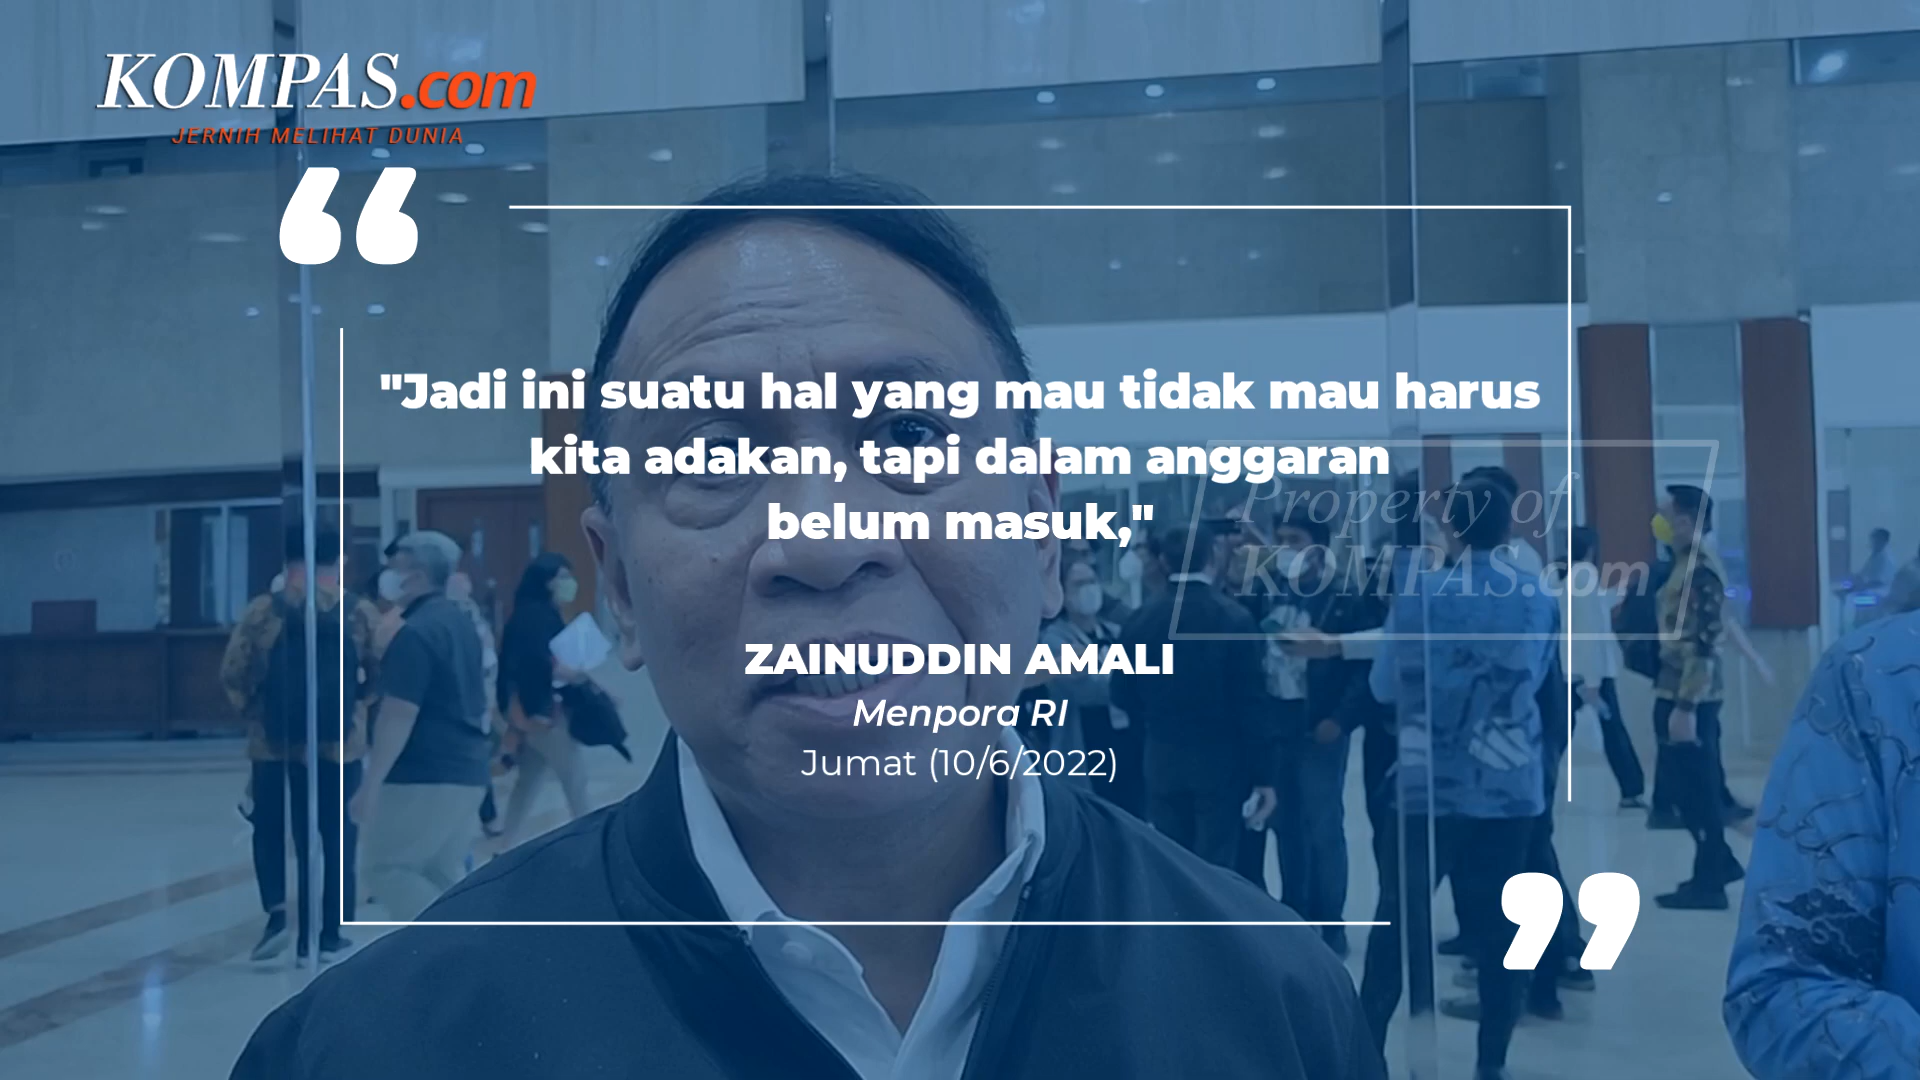 KOMPAS.com
JERNIH MELIHAT DUNIA
"Jadi ini suatu hal yang mau tidak mau harus
kita adakan, tapi dalam anggaran
belum masuk,"
Property of
KOMPAS.com
ZAINUDDIN AMALI
Menpora RI
Jumat (10/6/2022)